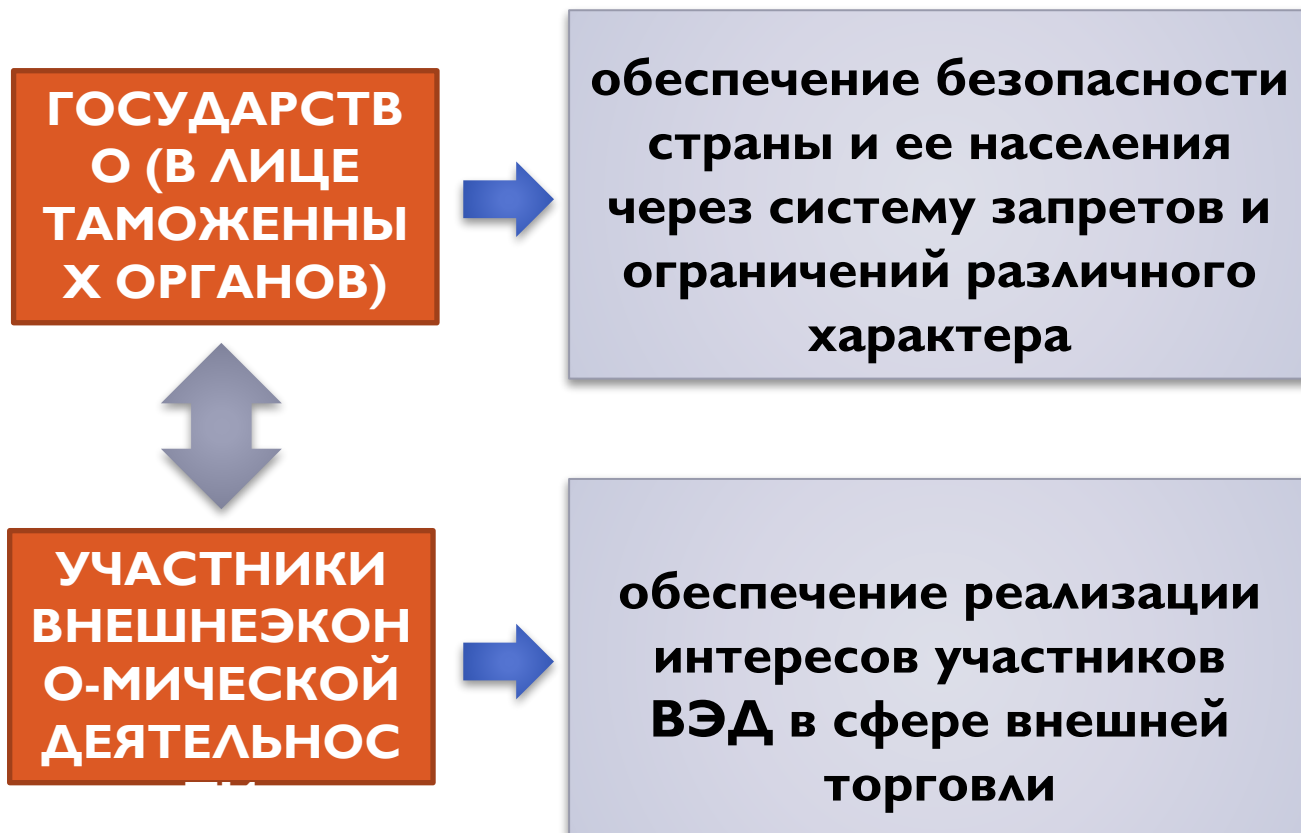 ГОСУДАРСТВ
О (В ЛИЦЕ
ТАМОЖЕННЫ
Х ОРГАНОВ)
обеспечение безопасности
страны и ее населения
через систему запретов и
ограничений различного
характера
УЧАСТНИКИ
ВНЕШНЕЭКОН
О-МИЧЕСКОЙ
ДЕЯТЕЛЬНОС
ТИ
обеспечение реализации
интересов участников
ВЭД в сфере внешней
торговли